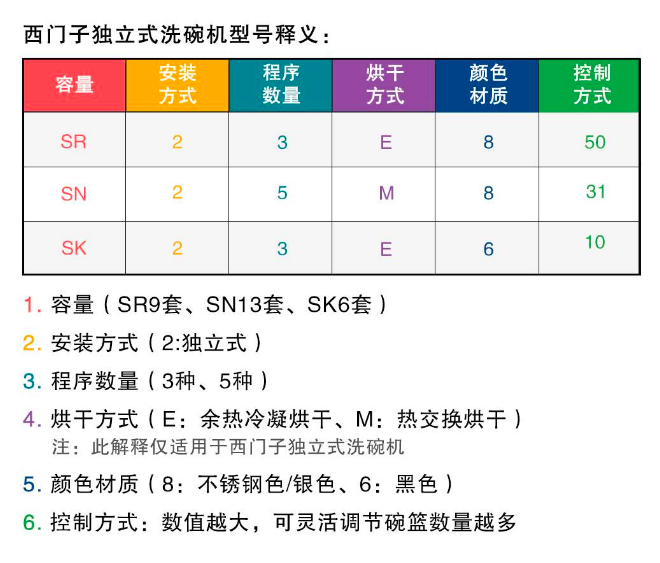 西门子独立式洗碗机型号释义：
容量 安装方式 程序数量 烘干方式 颜色材质 控制方式
SR 2 3 E 8 50
SN 2 5 M 8 31
SK 2 3 E 6 10
1. 容量（SR9套、SN13套、SK6套）
2. 安装方式（2:独立式）
3. 程序数量（3种、5种）
4. 烘干方式（E：余热冷凝烘干、M：热交换烘干）
注：此解释仅适用于西门子独立式洗碗机
5. 颜色材质（8：不锈钢色/银色、6：黑色）
6. 控制方式：数值越大，可灵活调节碗篮数量越多